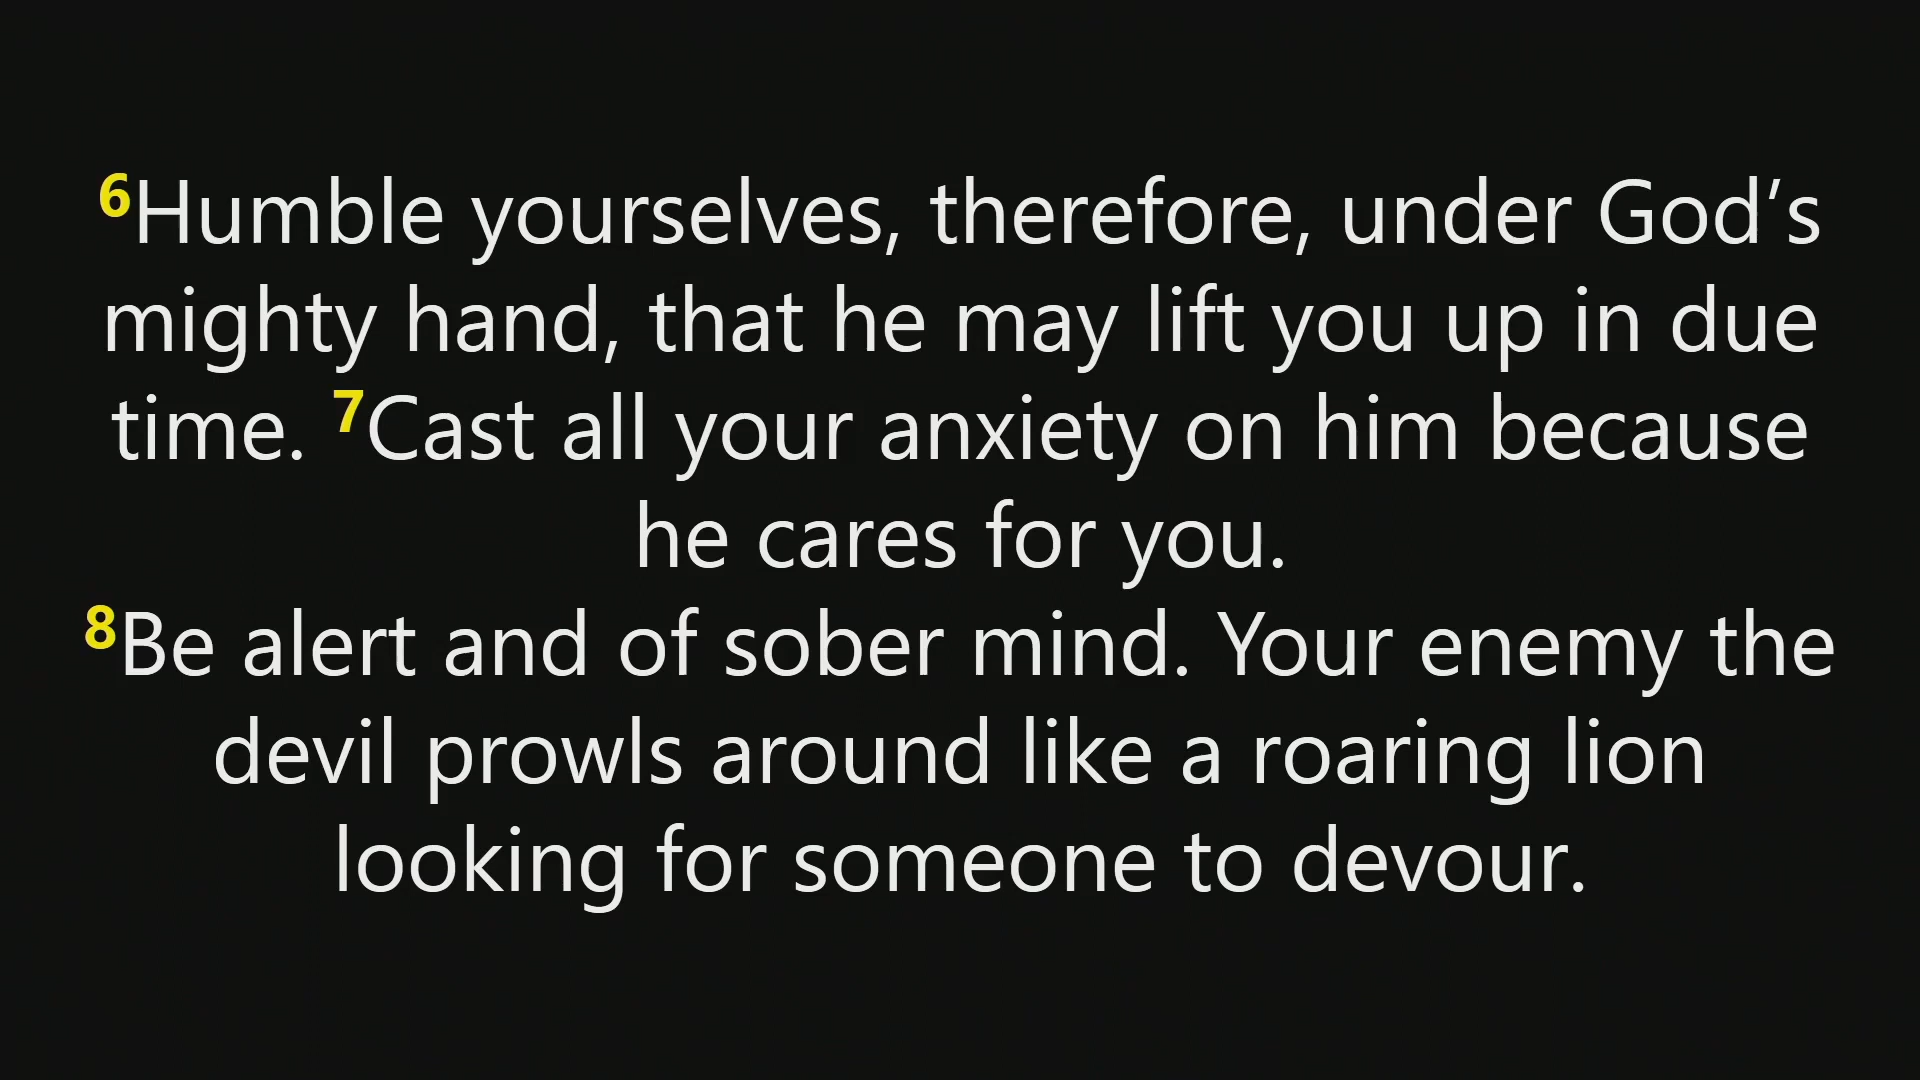 6Humble yourselves, therefore, under God’s
mighty hand, that he may lift you up in due
time. 7Cast all your anxiety on him because
he cares for you.
8Be alert and of sober mind. Your enemy the
devil prowls around like a roaring lion
looking for someone to devour.